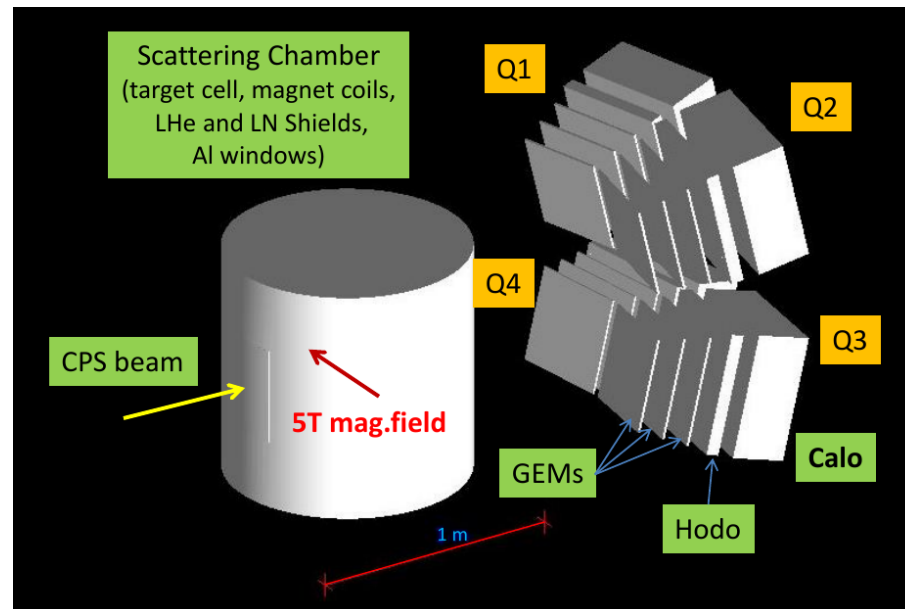 Scattering Chamber
(target cell, magnet coils,
LHe and LN Shields,
Al windows)
Q1
Q2
Q4
Q3
CPS beam
5T mag.field
GEMs
Calo
Hodo
1 m